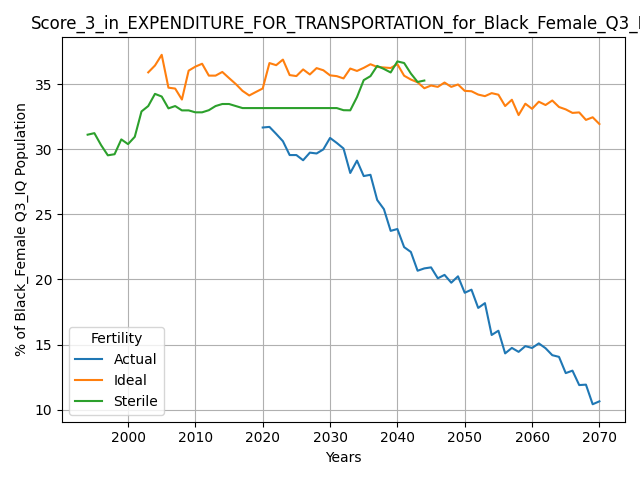 Score_3_in_EXPENDITURE_FOR_TRANSPORTATION_for_Black_Female_Q3_I
% of Black_Female Q3_IQ Population
35
30
25
20
15
10
Fertility
Actual
Ideal
Sterile
2000 2010 2020 2030 2040 2050 2060 2070
Years